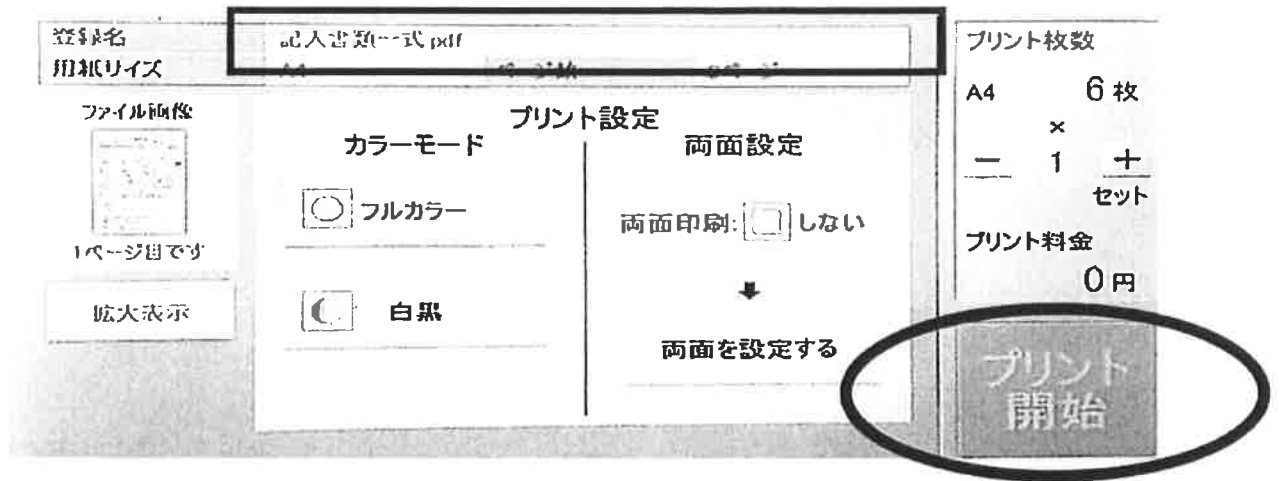 登録名 記入書類一式.pdf
用紙サイズ A4 ページ数
ファイル画像
1ページ目です
拡大表示
プリント設定
カラーモード
フルカラー
白黒
両面設定
両面印刷: しない
両面を設定する
プリント枚数
A4 6枚
×
− 1 +
セット
プリント料金
0円
プリント
開始